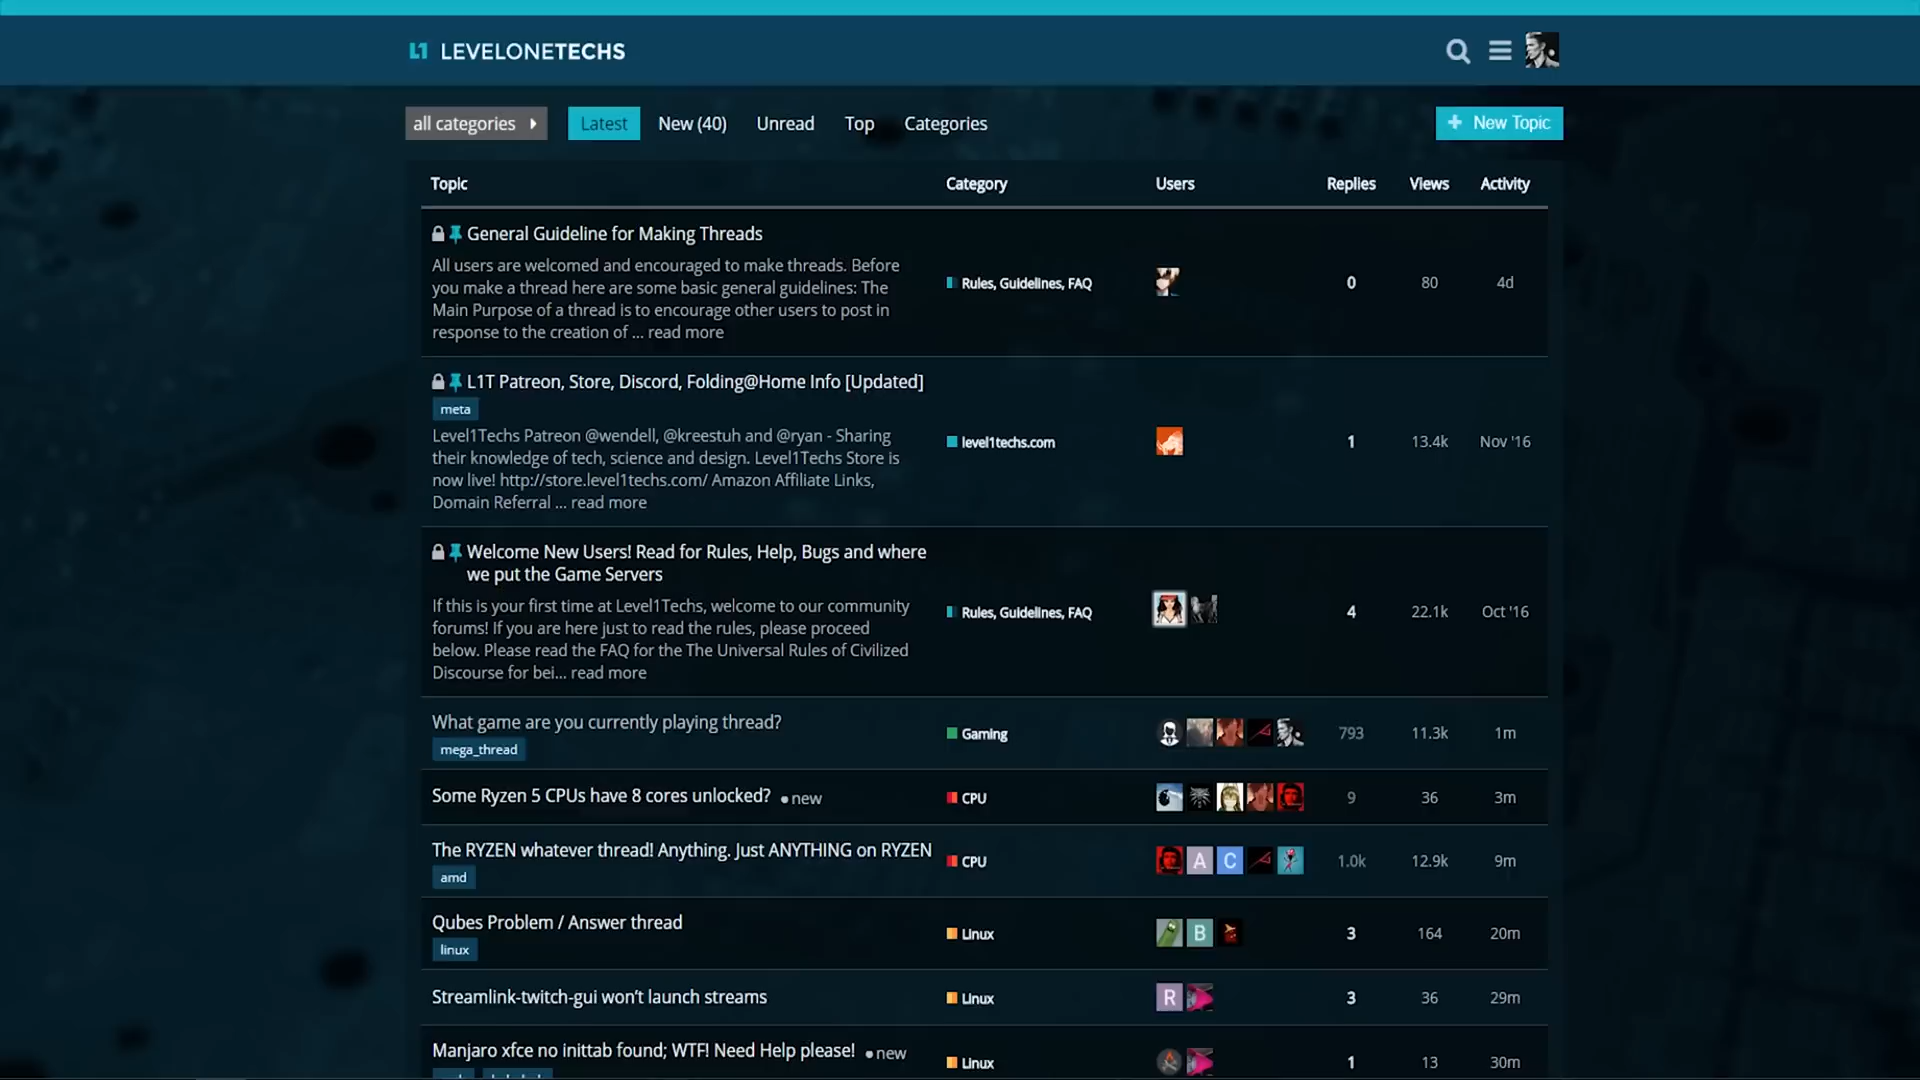 L1 LEVELONETECHS
all categories Latest New (40) Unread Top Categories + New Topic
Topic Category Users Replies Views Activity
General Guideline for Making Threads
All users are welcomed and encouraged to make threads. Before
you make a thread here are some basic general guidelines: The
Main Purpose of a thread is to encourage other users to post in
response to the creation of ... read more
Rules, Guidelines, FAQ 0 80 4d
L1T Patreon, Store, Discord, Folding@Home Info [Updated]
meta
Level1Techs Patreon @wendell, @kreestuh and @ryan - Sharing
their knowledge of tech, science and design. Level1Techs Store is
now live! http://store.level1techs.com/ Amazon Affiliate Links,
Domain Referral ... read more
level1techs.com 1 13.4k Nov '16
Welcome New Users! Read for Rules, Help, Bugs and where
we put the Game Servers
If this is your first time at Level1Techs, welcome to our community
forums! If you are here just to read the rules, please proceed
below. Please read the FAQ for the The Universal Rules of Civilized
Discourse for bei... read more
Rules, Guidelines, FAQ 4 22.1k Oct '16
What game are you currently playing thread?
mega_thread
Gaming 793 11.3k 1m
Some Ryzen 5 CPUs have 8 cores unlocked? • new CPU 9 36 3m
The RYZEN whatever thread! Anything. Just ANYTHING on RYZEN
amd
CPU A C 1.0k 12.9k 9m
Qubes Problem / Answer thread
linux
Linux B 3 164 20m
Streamlink-twitch-gui won't launch streams Linux R 3 36 29m
Manjaro xfce no inittab found; WTF! Need Help please! • new Linux 1 13 30m